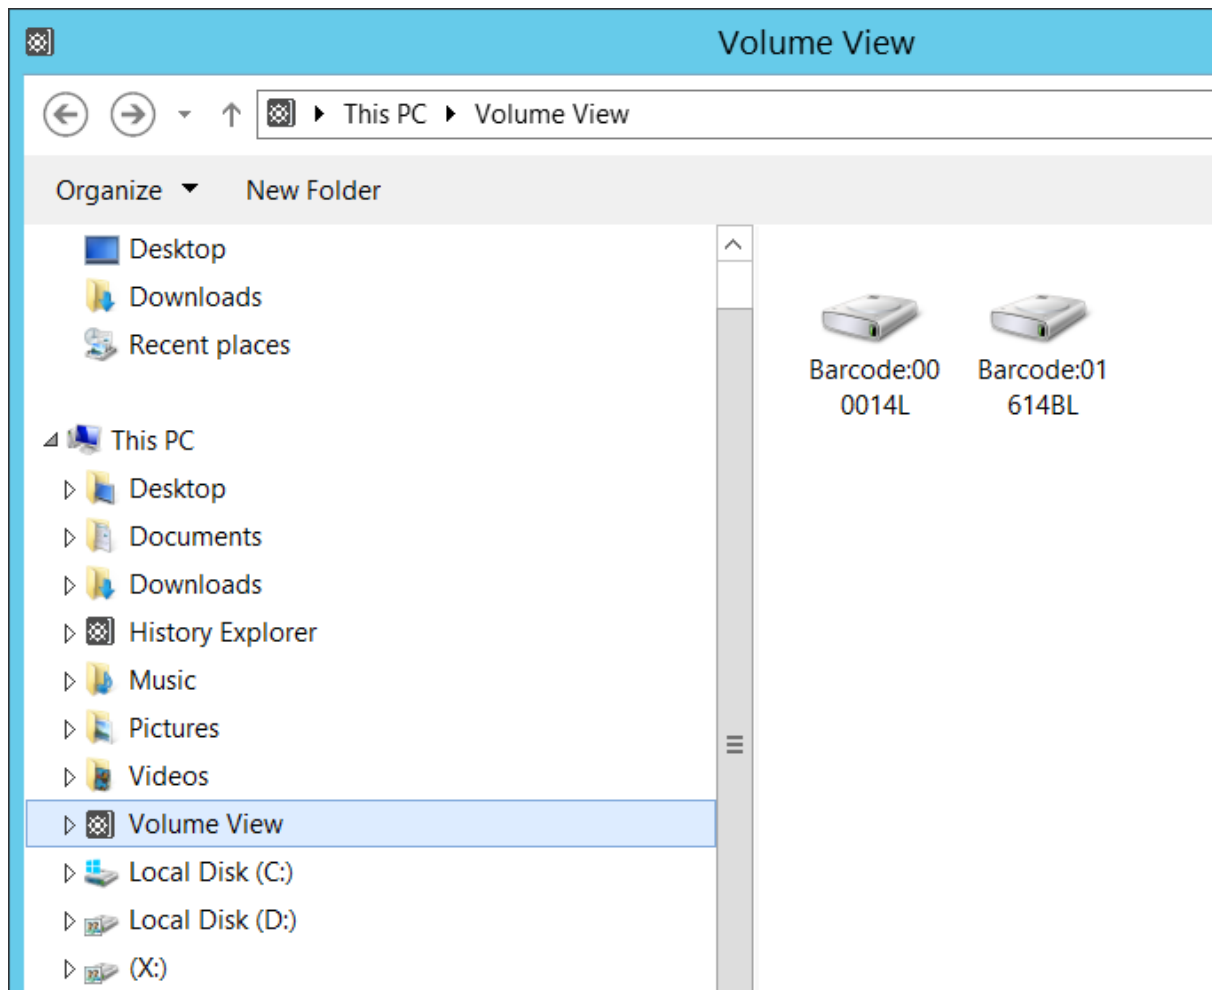 Volume View
This PC Volume View
Organize New Folder
Desktop
Downloads
Recent places
This PC
Desktop
Documents
Downloads
History Explorer
Music
Pictures
Videos
Volume View
Local Disk (C:)
Local Disk (D:)
(X:)
Barcode:00
0014L
Barcode:01
614BL